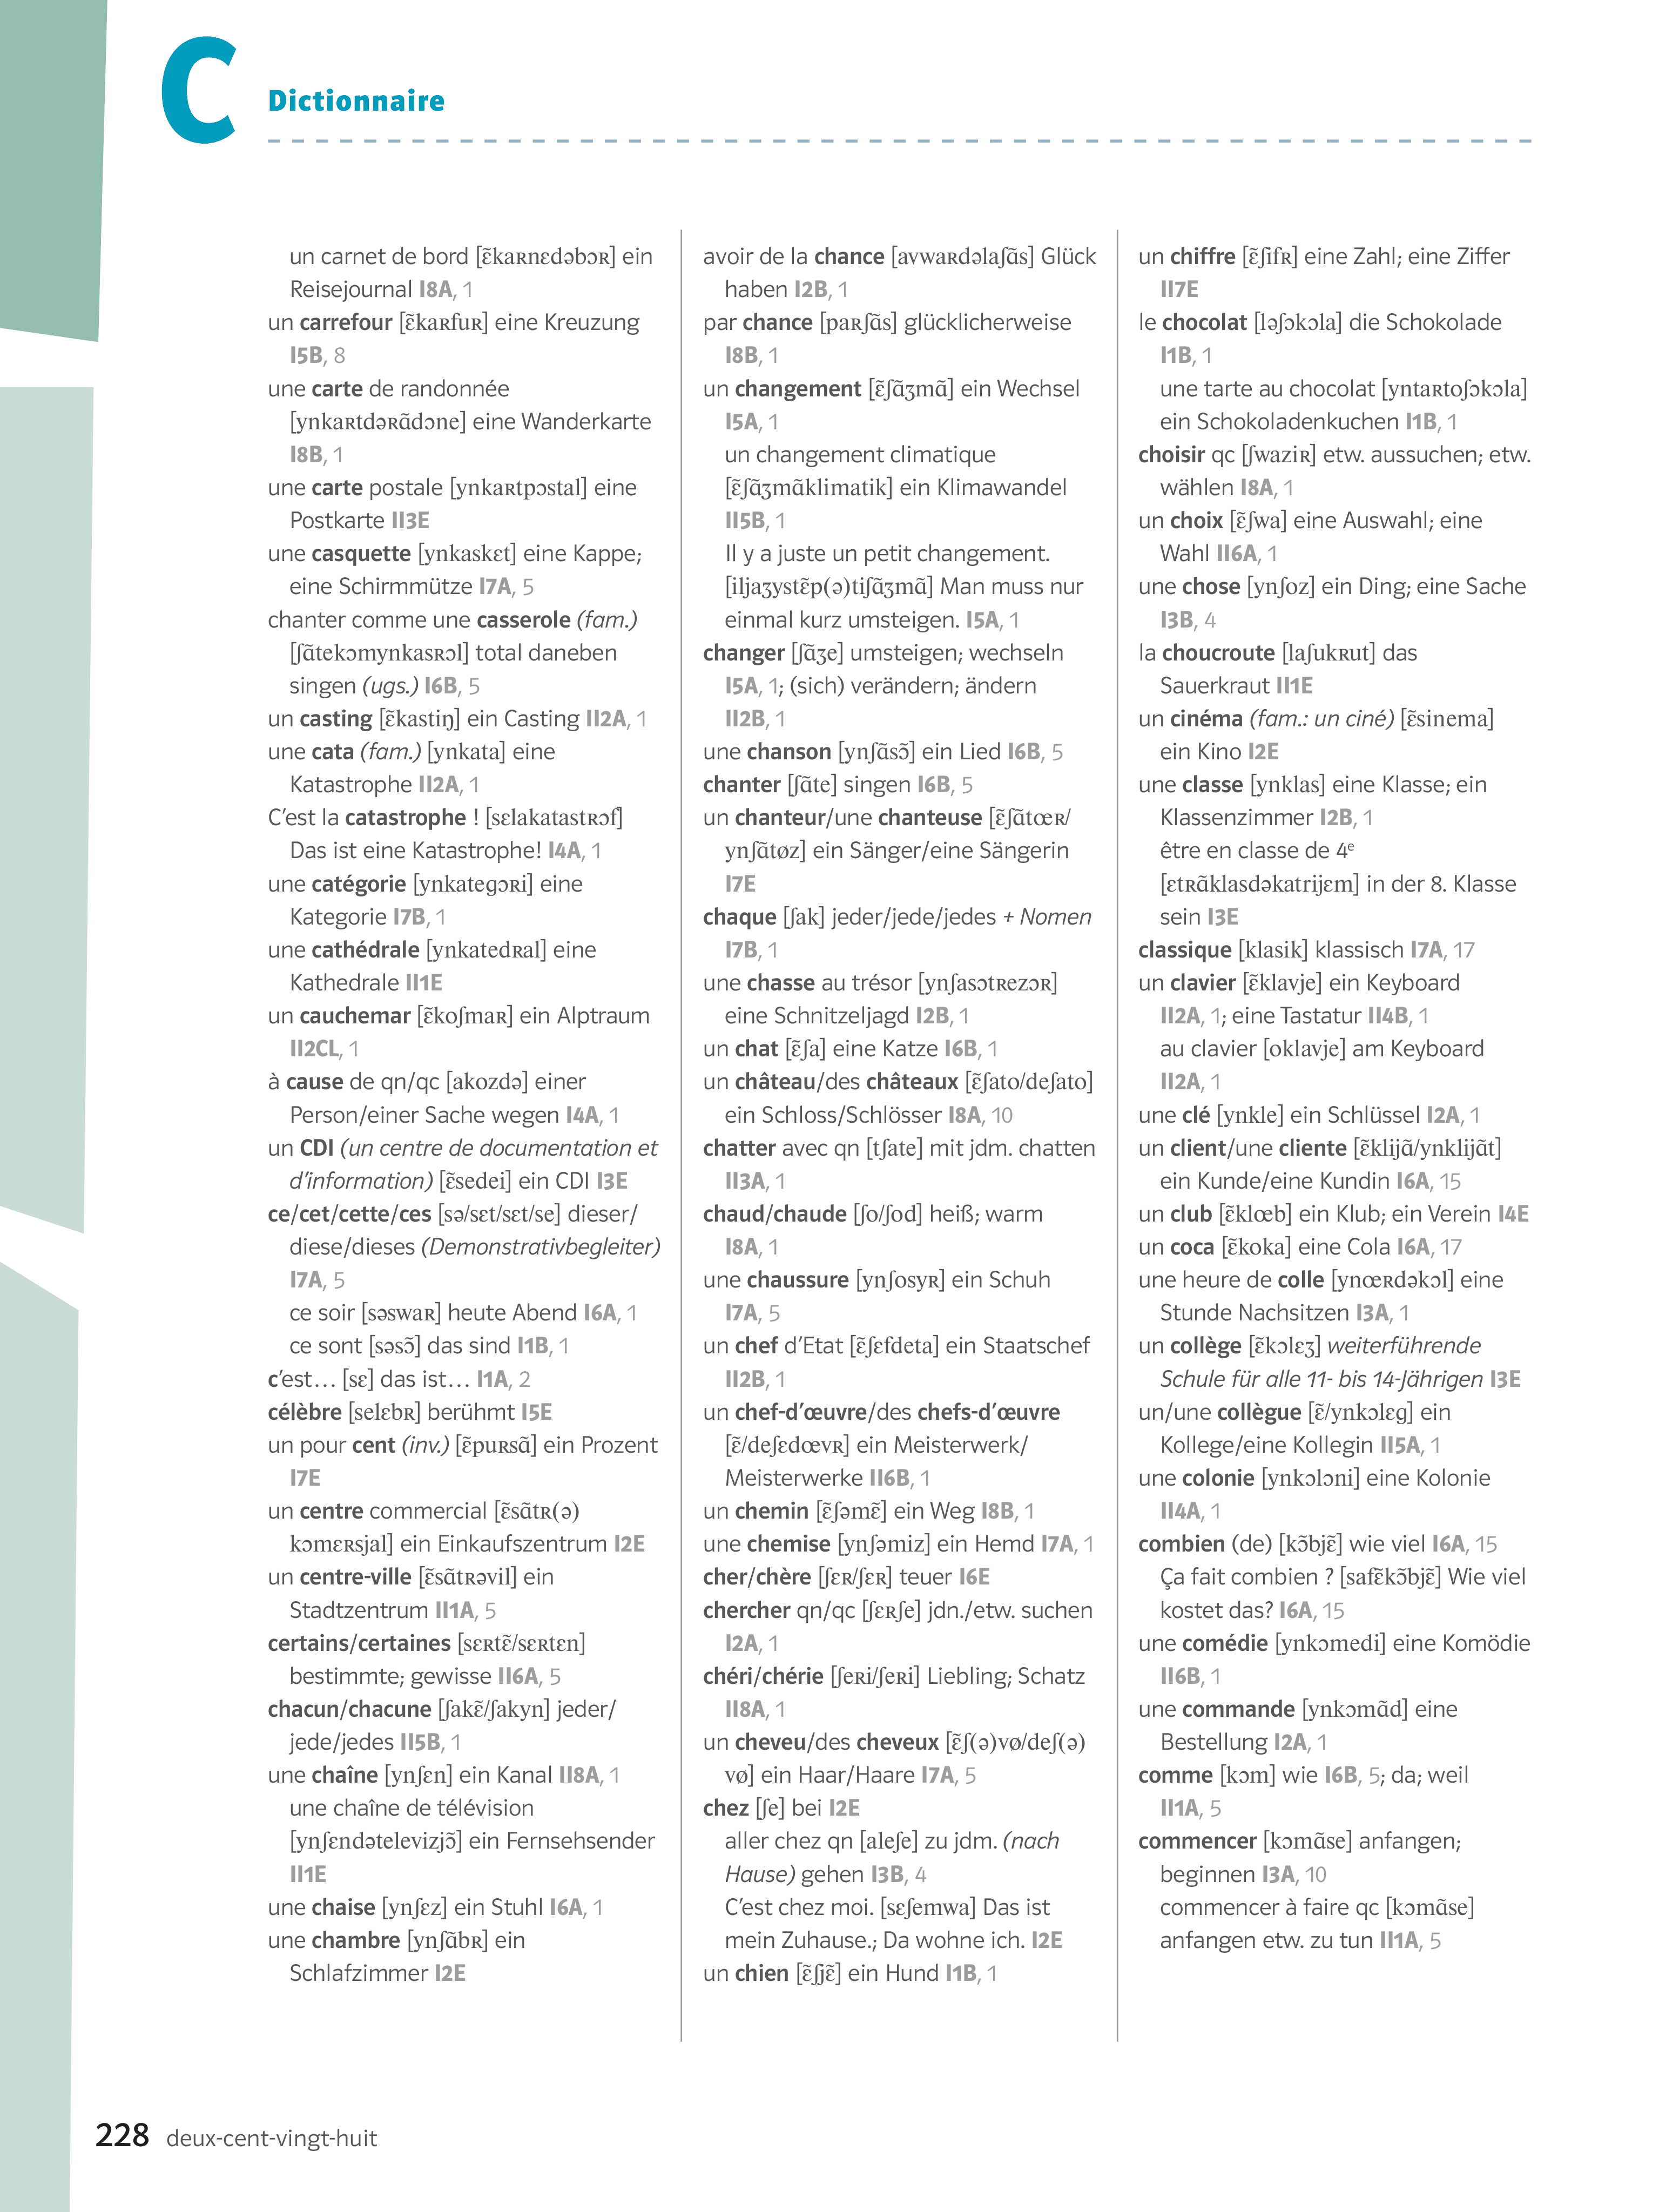 C
Dictionnaire
un carnet de bord [ɛ̃kaʀnɛdəbɔʀ] ein
Reisejournal I8A, 1
un carrefour [ɛ̃kaʀfuʀ] eine Kreuzung
I5B, 8
une carte de randonnée
[ynkaʀtdəʀɑ̃dɔne] eine Wanderkarte
I8B, 1
une carte postale [ynkaʀtpɔstal] eine
Postkarte II3E
une casquette [ynkaskɛt] eine Kappe;
eine Schirmmütze I7A, 5
chanter comme une casserole (fam.)
[ʃɑ̃tekɔmynkasʀɔl] total daneben
singen (ugs.) I6B, 5
un casting [ɛ̃kastiŋ] ein Casting II2A, 1
une cata (fam.) [ynkata] eine
Katastrophe II2A, 1
C’est la catastrophe ! [sɛlakatastʀɔf]
Das ist eine Katastrophe! I4A, 1
une catégorie [ynkategɔʀi] eine
Kategorie I7B, 1
une cathédrale [ynkatedʀal] eine
Kathedrale II1E
un cauchemar [ɛ̃koʃmaʀ] ein Alptraum
II2CL, 1
à cause de qn/qc [akozdə] einer
Person/einer Sache wegen I4A, 1
un CDI (un centre de documentation et
d’information) [ɛ̃sedei] ein CDI I3E
ce/cet/cette/ces [sə/sɛt/sɛt/se] dieser/
diese/dieses (Demonstrativbegleiter)
I7A, 5
ce soir [səswaʀ] heute Abend I6A, 1
ce sont [səsɔ̃] das sind I1B, 1
c’est… [sɛ] das ist… I1A, 2
célèbre [selɛbʀ] berühmt I5E
un pour cent (inv.) [ɛ̃puʀsɑ̃] ein Prozent
I7E
un centre commercial [ɛ̃sɑ̃tʀ(ə)
kɔmɛʀsjal] ein Einkaufszentrum I2E
un centre-ville [ɛ̃sɑ̃tʀəvil] ein
Stadtzentrum II1A, 5
certains/certaines [sɛʀtɛ̃/sɛʀtɛn]
bestimmte; gewisse II6A, 5
chacun/chacune [ʃakɛ̃/ʃakyn] jeder/
jede/jedes II5B, 1
une chaîne [ynʃɛn] ein Kanal II8A, 1
une chaîne de télévision
[ynʃɛndətelevizjɔ̃] ein Fernsehsender
II1E
une chaise [ynʃɛz] ein Stuhl I6A, 1
une chambre [ynʃɑ̃bʀ] ein
Schlafzimmer I2E
avoir de la chance [avwaʀdəlaʃɑ̃s] Glück
haben I2B, 1
par chance [paʀʃɑ̃s] glücklicherweise
I8B, 1
un changement [ɛ̃ʃɑ̃ʒmɑ̃] ein Wechsel
I5A, 1
un changement climatique
[ɛ̃ʃɑ̃ʒmɑ̃klimatik] ein Klimawandel
II5B, 1
Il y a juste un petit changement.
[iljaʒystɛ̃p(ə)tiʃɑ̃ʒmɑ̃] Man muss nur
einmal kurz umsteigen. I5A, 1
changer [ʃɑ̃ʒe] umsteigen; wechseln
I5A, 1; (sich) verändern; ändern
II2B, 1
une chanson [ynʃɑ̃sɔ̃] ein Lied I6B, 5
chanter [ʃɑ̃te] singen I6B, 5
un chanteur/une chanteuse [ɛ̃ʃɑ̃tœʀ/
ynʃɑ̃tøz] ein Sänger/eine Sängerin
I7E
chaque [ʃak] jeder/jede/jedes + Nomen
I7B, 1
une chasse au trésor [ynʃasɔtʀezɔʀ]
eine Schnitzeljagd I2B, 1
un chat [ɛ̃ʃa] eine Katze I6B, 1
un château/des châteaux [ɛ̃ʃato/deʃato]
ein Schloss/Schlösser I8A, 10
chatter avec qn [tʃate] mit jdm. chatten
II3A, 1
chaud/chaude [ʃo/ʃod] heiß; warm
I8A, 1
une chaussure [ynʃosyʀ] ein Schuh
I7A, 5
un chef d’Etat [ɛ̃ʃɛfdeta] ein Staatschef
II2B, 1
un chef-d’œuvre/des chefs-d’œuvre
[ɛ̃/deʃɛdœvʀ] ein Meisterwerk/
Meisterwerke II6B, 1
un chemin [ɛ̃ʃəmɛ̃] ein Weg I8B, 1
une chemise [ynʃəmiz] ein Hemd I7A, 1
cher/chère [ʃɛʀ/ʃɛʀ] teuer I6E
chercher qn/qc [ʃɛʀʃe] jdn./etw. suchen
I2A, 1
chéri/chérie [ʃeʀi/ʃeʀi] Liebling; Schatz
II8A, 1
un cheveu/des cheveux [ɛ̃ʃ(ə)vø/deʃ(ə)
vø] ein Haar/Haare I7A, 5
chez [ʃe] bei I2E
aller chez qn [aleʃe] zu jdm. (nach
Hause) gehen I3B, 4
C’est chez moi. [sɛʃemwa] Das ist
mein Zuhause.; Da wohne ich. I2E
un chien [ɛ̃ʃjɛ̃] ein Hund I1B, 1
un chiffre [ɛ̃ʃifʀ] eine Zahl; eine Ziffer
II7E
le chocolat [ləʃɔkɔla] die Schokolade
I1B, 1
une tarte au chocolat [yntaʀtoʃɔkɔla]
ein Schokoladenkuchen I1B, 1
choisir qc [ʃwaziʀ] etw. aussuchen; etw.
wählen I8A, 1
un choix [ɛ̃ʃwa] eine Auswahl; eine
Wahl II6A, 1
une chose [ynʃoz] ein Ding; eine Sache
I3B, 4
la choucroute [laʃukʀut] das
Sauerkraut II1E
un cinéma (fam.: un ciné) [ɛ̃sinema]
ein Kino I2E
une classe [ynklas] eine Klasse; ein
Klassenzimmer I2B, 1
être en classe de 4ᵉ
[ɛtʀɑ̃klasdəkatrijɛm] in der 8. Klasse
sein I3E
classique [klasik] klassisch I7A, 17
un clavier [ɛ̃klavje] ein Keyboard
II2A, 1; eine Tastatur II4B, 1
au clavier [oklavje] am Keyboard
II2A, 1
une clé [ynkle] ein Schlüssel I2A, 1
un client/une cliente [ɛ̃klijɑ̃/ynklijɑ̃t]
ein Kunde/eine Kundin I6A, 15
un club [ɛ̃klœb] ein Klub; ein Verein I4E
un coca [ɛ̃koka] eine Cola I6A, 17
une heure de colle [ynœʀdəkɔl] eine
Stunde Nachsitzen I3A, 1
un collège [ɛ̃kɔlɛʒ] weiterführende
Schule für alle 11- bis 14-Jährigen I3E
un/une collègue [ɛ̃/ynkɔlɛg] ein
Kollege/eine Kollegin II5A, 1
une colonie [ynkɔlɔni] eine Kolonie
II4A, 1
combien (de) [kɔ̃bjɛ̃] wie viel I6A, 15
Ça fait combien ? [safɛ̃kɔ̃bjɛ̃] Wie viel
kostet das? I6A, 15
une comédie [ynkɔmedi] eine Komödie
II6B, 1
une commande [ynkɔmɑ̃d] eine
Bestellung I2A, 1
comme [kɔm] wie I6B, 5; da; weil
II1A, 5
commencer [kɔmɑ̃se] anfangen;
beginnen I3A, 10
commencer à faire qc [kɔmɑ̃se]
anfangen etw. zu tun II1A, 5
228 deux-cent-vingt-huit